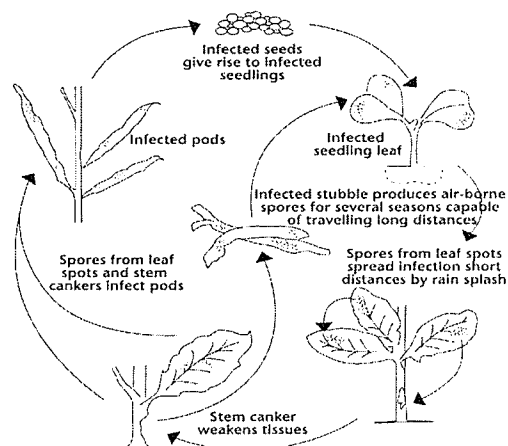 Infected seeds
give rise to infected
seedlings
Infected pods
Infected
seedling leaf
Infected stubble produces air-borne
spores for several seasons capable
of travelling long distances
Spores from leaf
spots and stem
cankers infect pods
Spores from leaf spots
spread infection short
distances by rain splash
Stem canker
weakens tissues